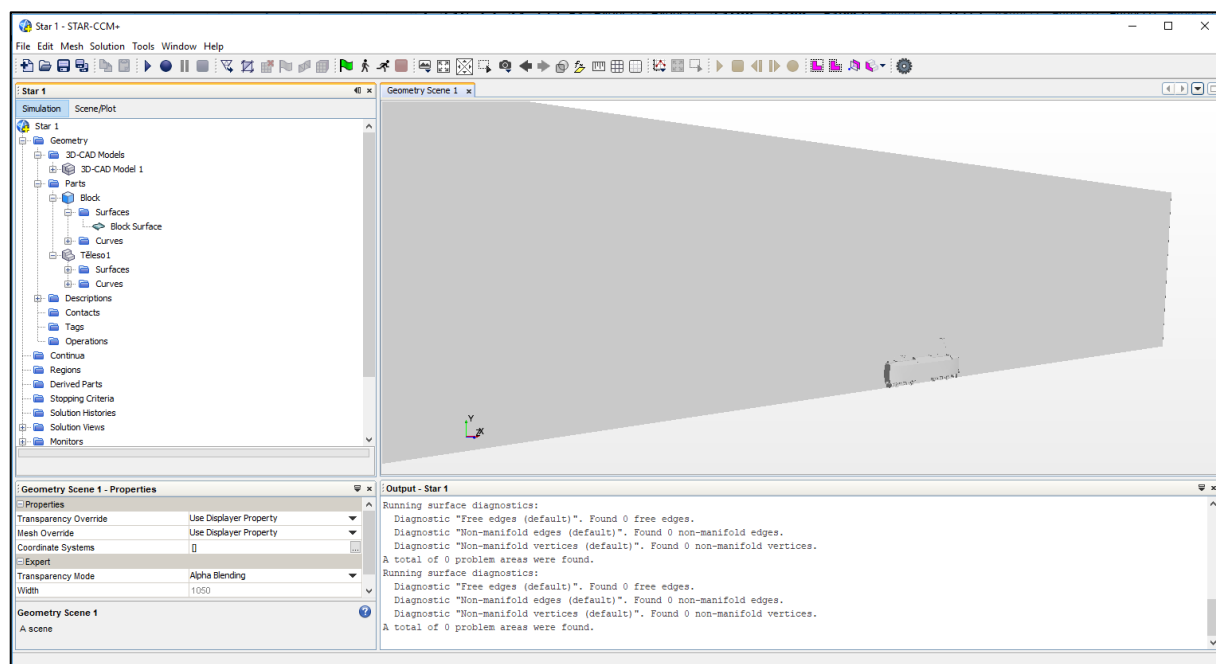 Star 1 - STAR-CCM+
File Edit Mesh Solution Tools Window Help
Star 1
Simulation Scene/Plot
Star 1
Geometry
3D-CAD Models
3D-CAD Model 1
Parts
Block
Surfaces
Block Surface
Curves
Těleso1
Surfaces
Curves
Descriptions
Contacts
Tags
Operations
Continua
Regions
Derived Parts
Stopping Criteria
Solution Histories
Solution Views
Monitors
Geometry Scene 1
Y
Z X
Geometry Scene 1 - Properties
Properties
Transparency Override Use Displayer Property
Mesh Override Use Displayer Property
Coordinate Systems []
Expert
Transparency Mode Alpha Blending
Width 1050
Geometry Scene 1
A scene
Output - Star 1
Running surface diagnostics:
Diagnostic "Free edges (default)". Found 0 free edges.
Diagnostic "Non-manifold edges (default)". Found 0 non-manifold edges.
Diagnostic "Non-manifold vertices (default)". Found 0 non-manifold vertices.
A total of 0 problem areas were found.
Running surface diagnostics:
Diagnostic "Free edges (default)". Found 0 free edges.
Diagnostic "Non-manifold edges (default)". Found 0 non-manifold edges.
Diagnostic "Non-manifold vertices (default)". Found 0 non-manifold vertices.
A total of 0 problem areas were found.